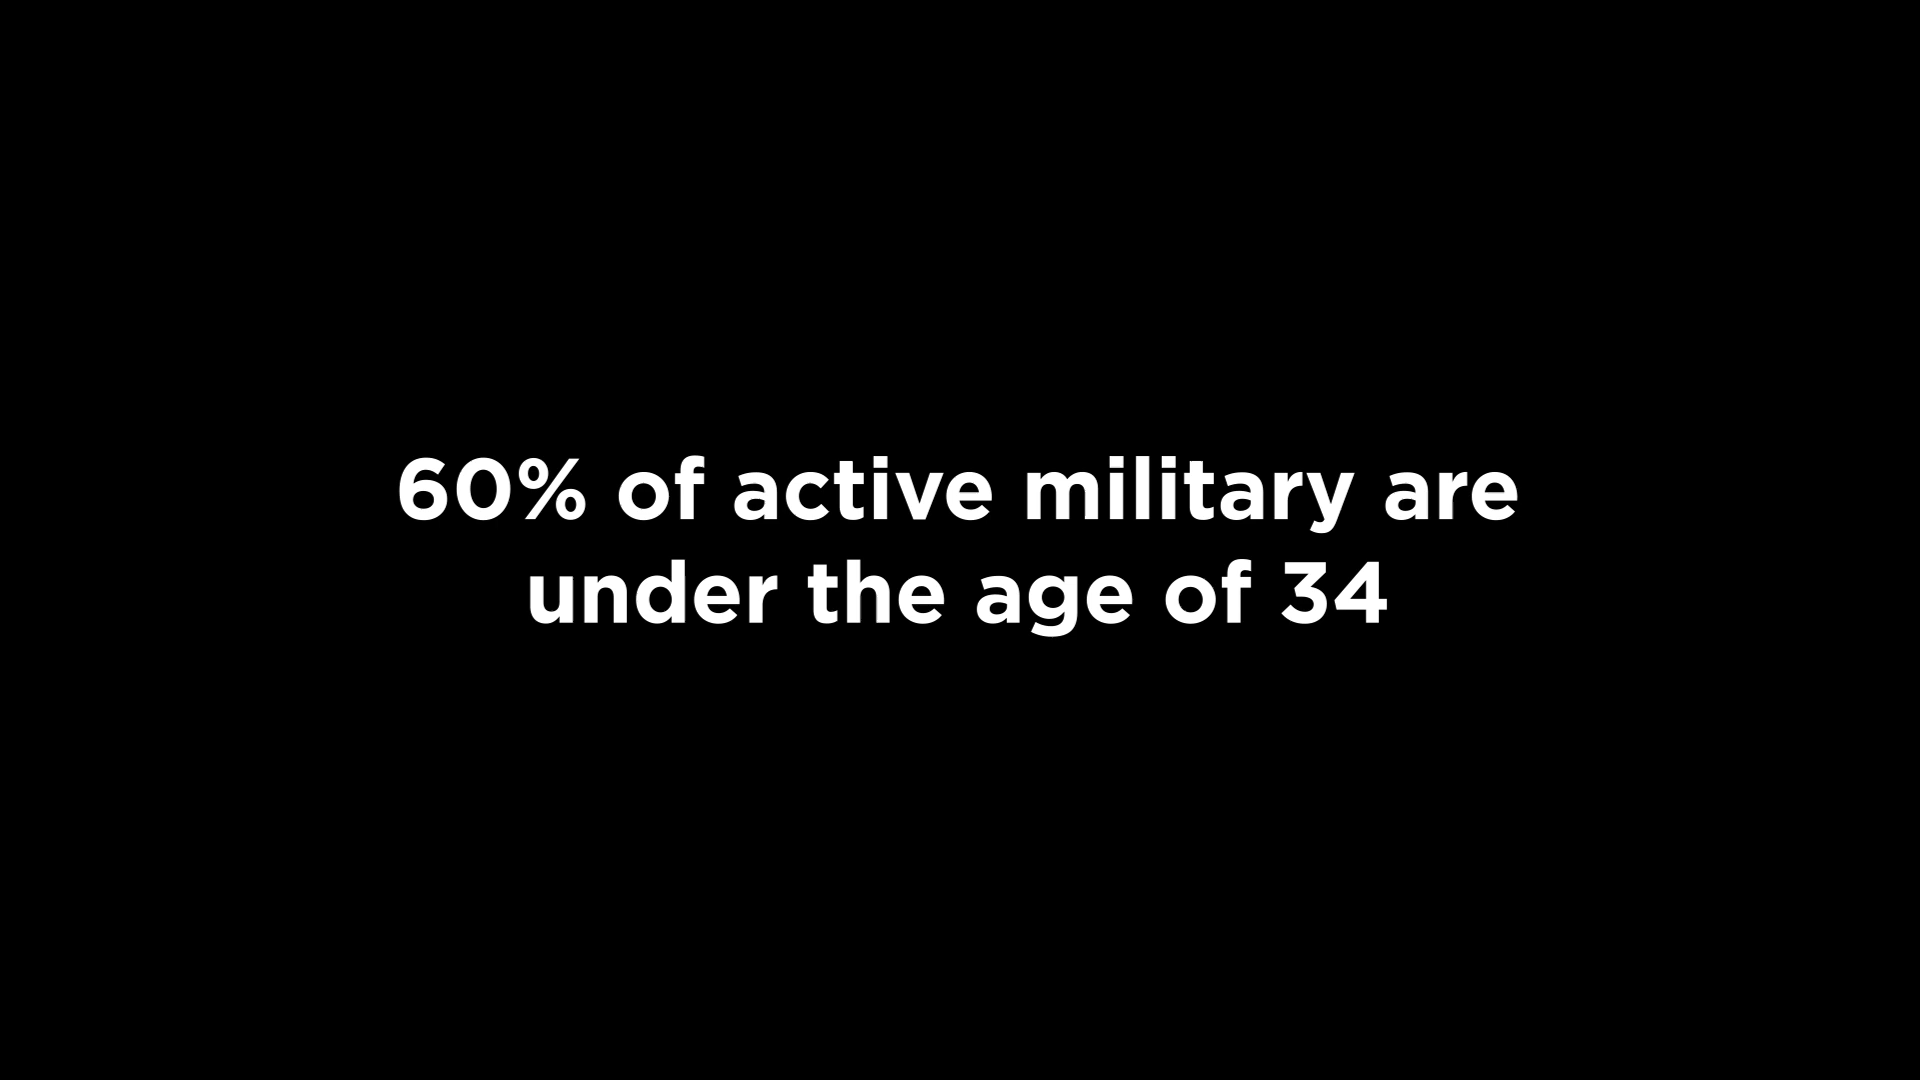 60% of active military are
under the age of 34